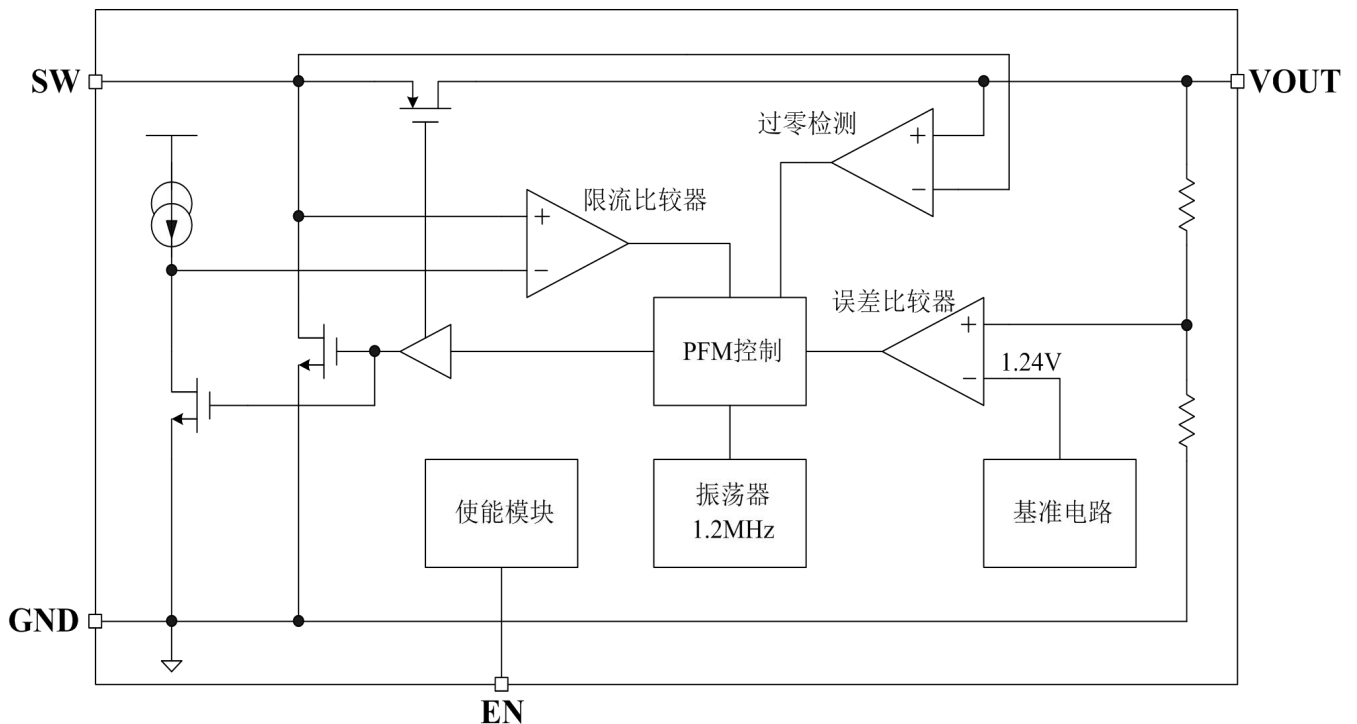 SW
VOUT
过零检测
+
−
限流比较器
+
−
误差比较器
+
1.24V
−
PFM控制
使能模块
振荡器
1.2MHz
基准电路
GND
EN